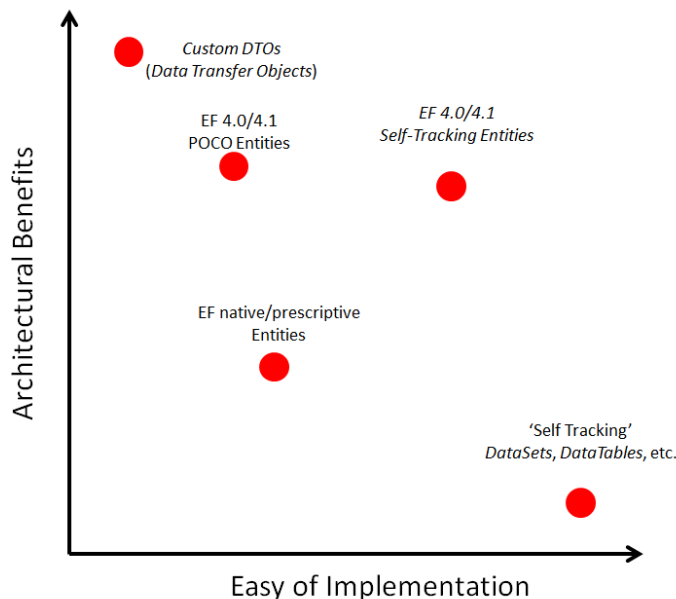 Custom DTOs
(Data Transfer Objects)
EF 4.0/4.1
POCO Entities
EF 4.0/4.1
Self-Tracking Entities
EF native/prescriptive
Entities
‘Self Tracking’
DataSets, DataTables, etc.
Architectural Benefits
Easy of Implementation